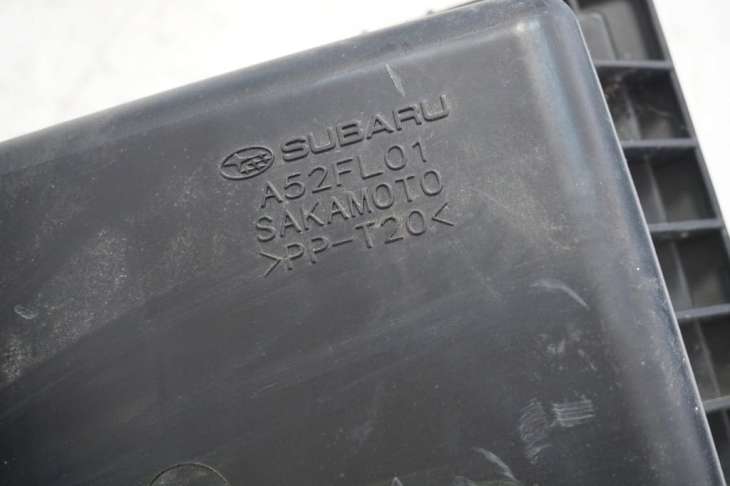 SUBARU
A52FL01
SAKAMOTO
>PP-T20<